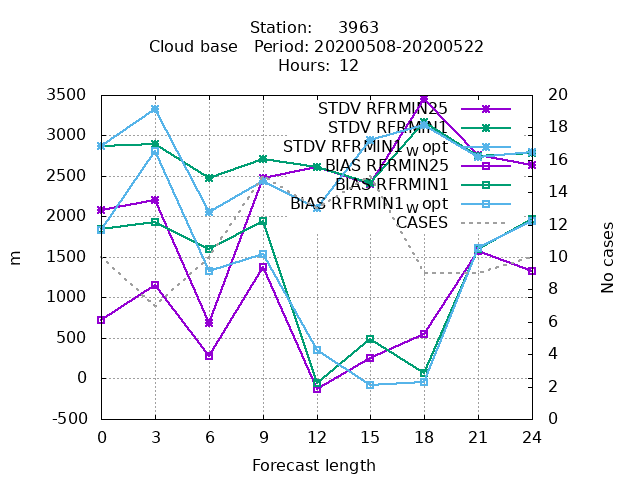 Station:     3963
Cloud base   Period: 20200508-20200522
Hours: 12
3500
3000
2500
2000
1500
1000
500
0
-500
20
18
16
14
12
10
8
6
4
2
0
STDV RFRMIN25
STDV RFRMIN1
STDV RFRMIN1w opt
BIAS RFRMIN25
BIAS RFRMIN1
BIAS RFRMIN1w opt
CASES
m
No cases
0 3 6 9 12 15 18 21 24
Forecast length